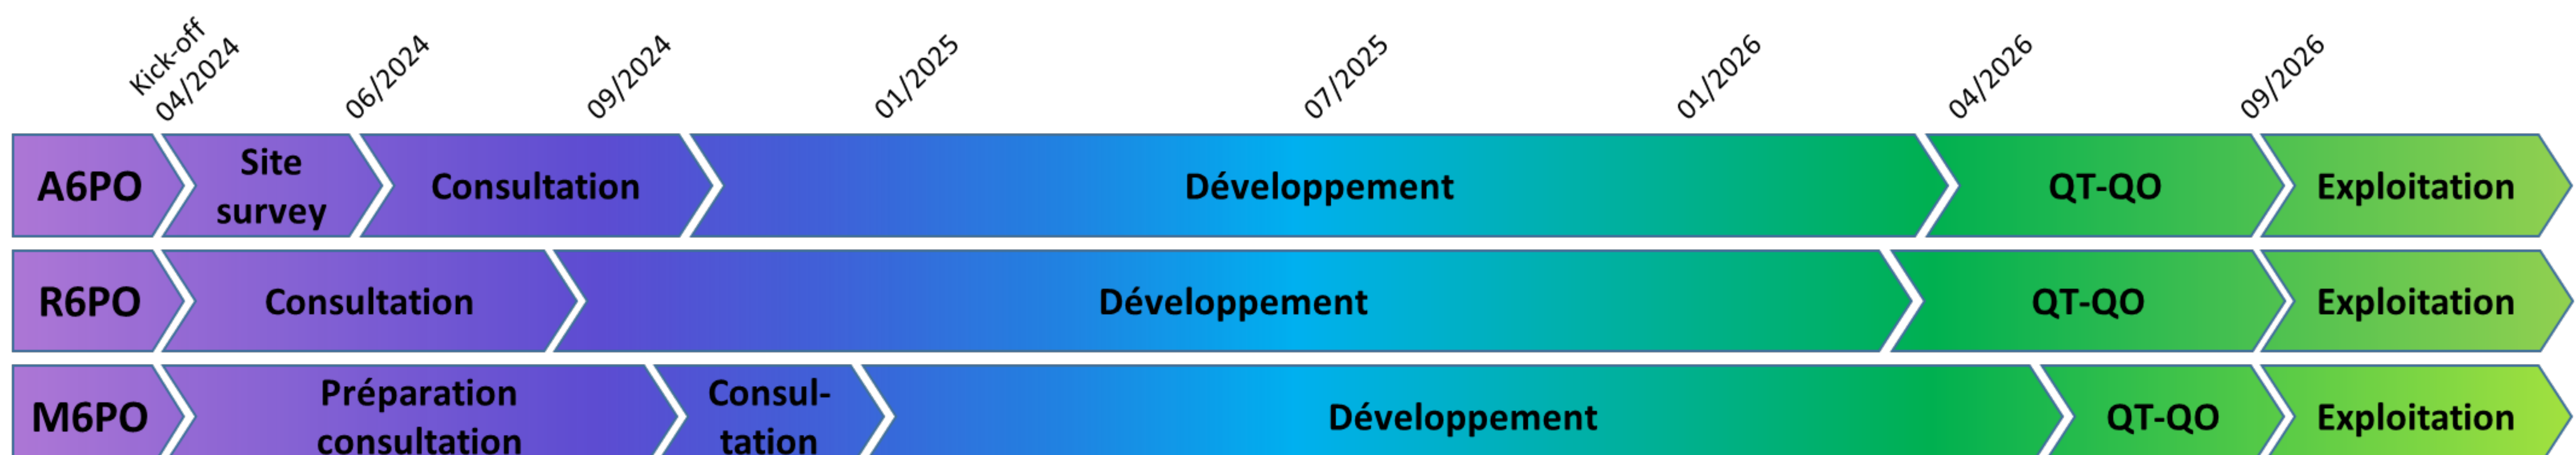 Kick-off
04/2024
06/2024
09/2024
01/2025
07/2025
01/2026
04/2026
09/2026
A6PO
Site
survey
Consultation
Développement
QT-QO
Exploitation
R6PO
Consultation
Développement
QT-QO
Exploitation
M6PO
Préparation
consultation
Consul-
tation
Développement
QT-QO
Exploitation